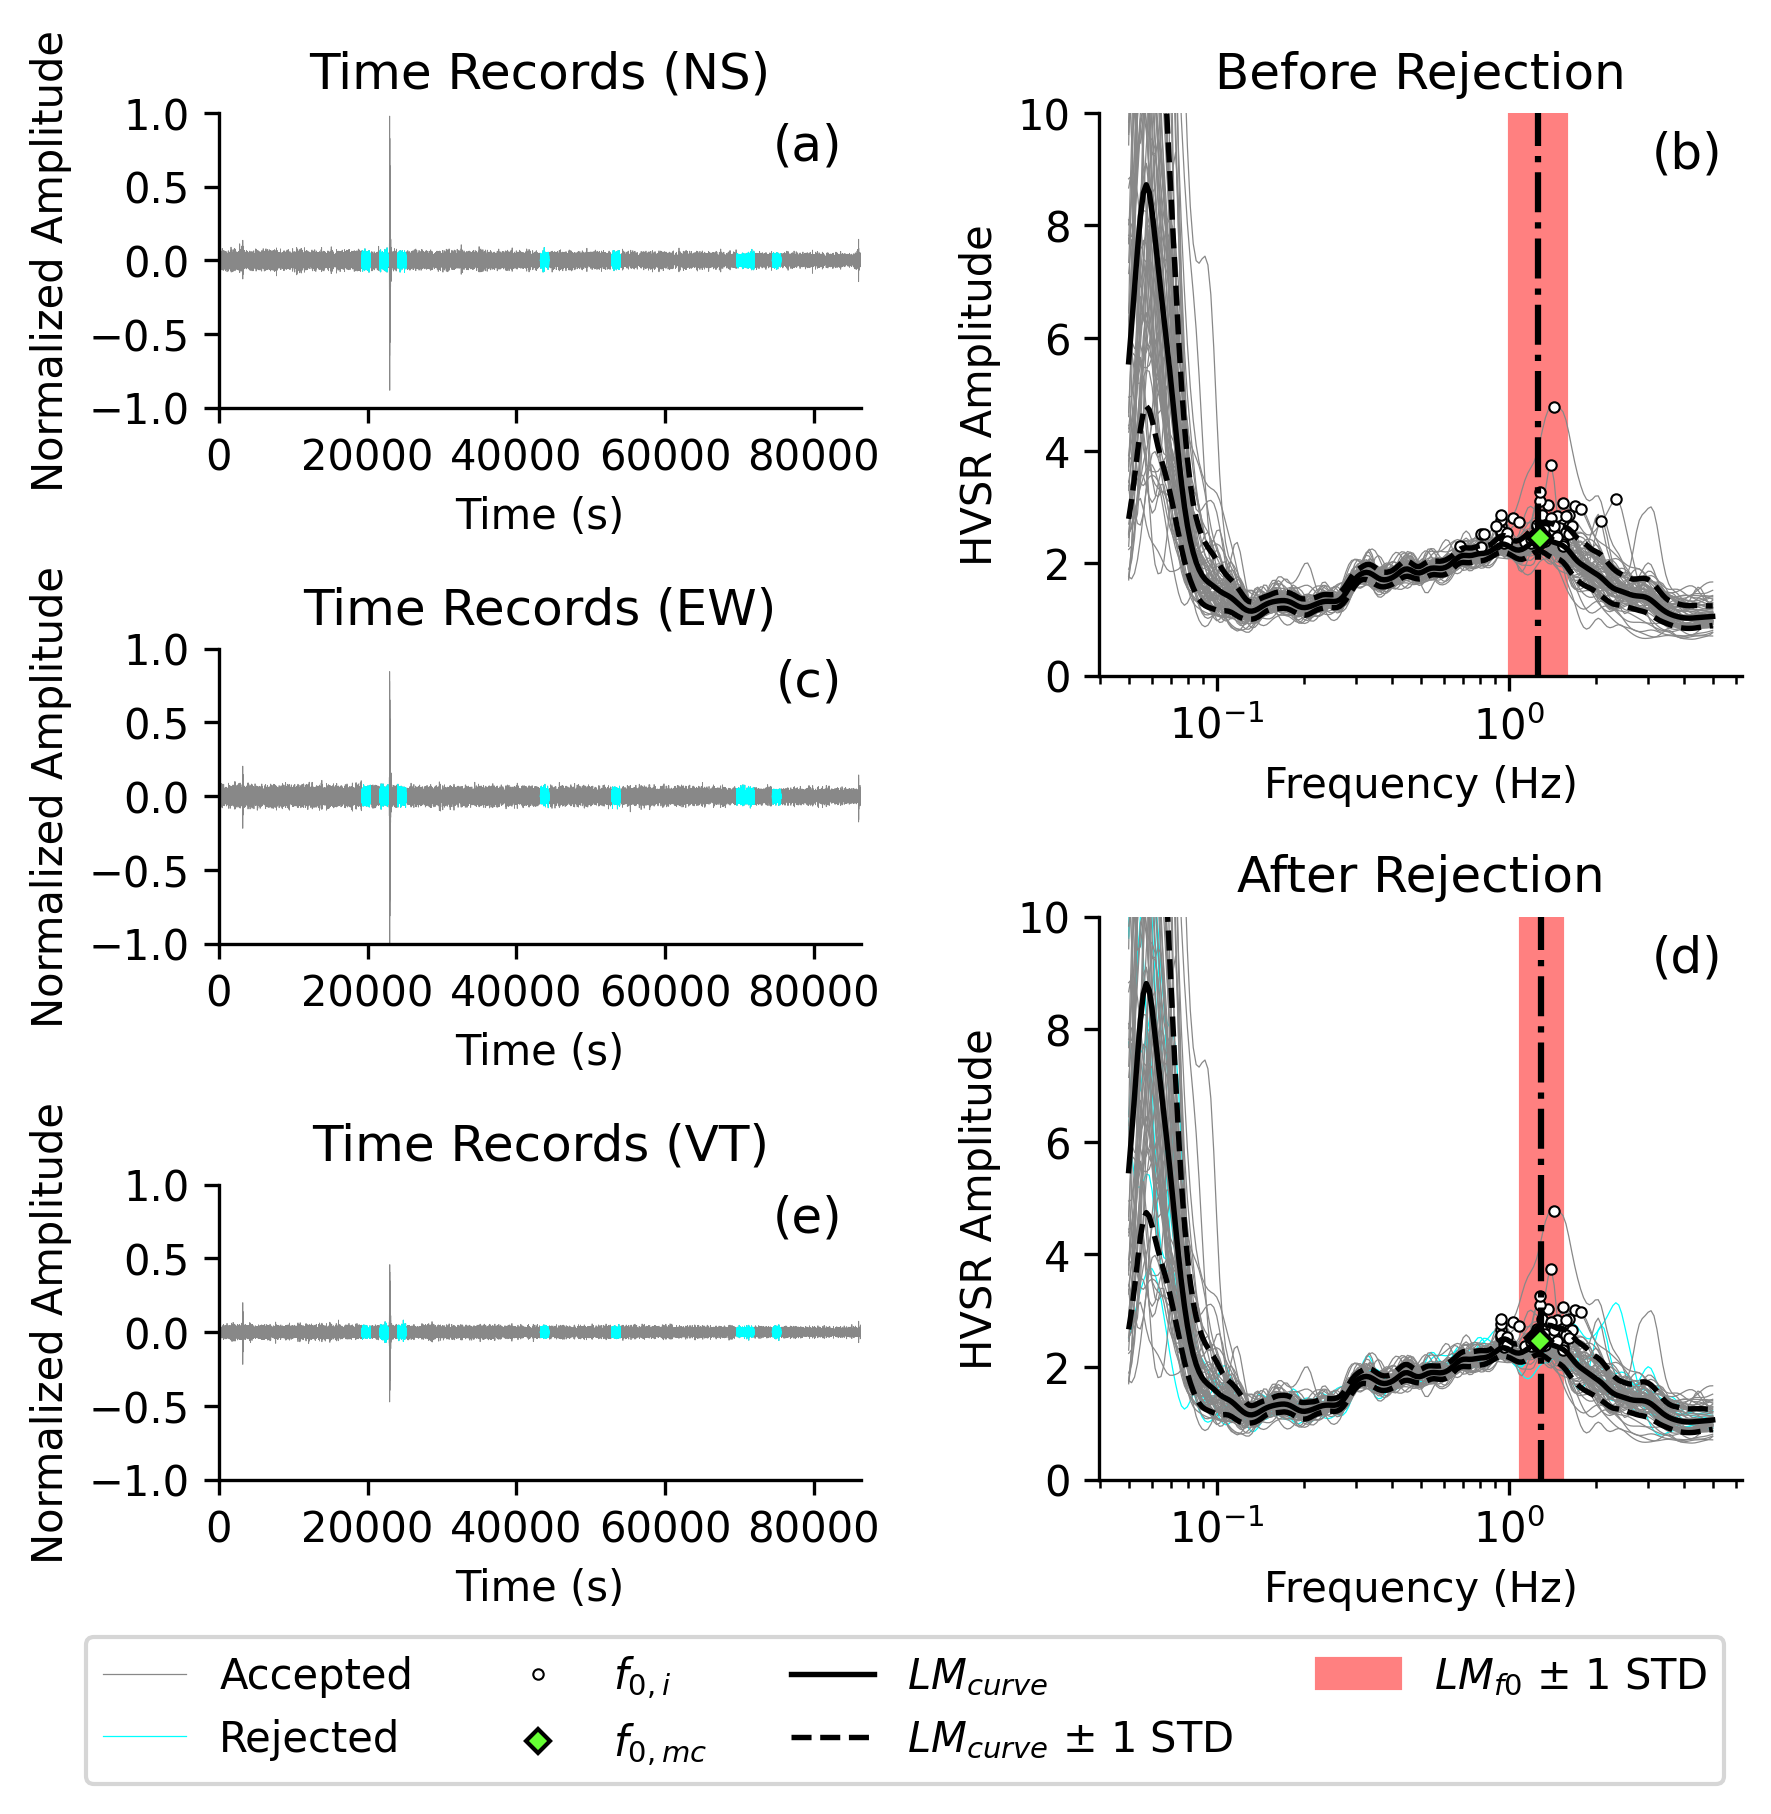 Time Records (NS)
Normalized Amplitude
1.0
0.5
0.0
−0.5
−1.0
(a)
0 20000 40000 60000 80000
Time (s)
Before Rejection
HVSR Amplitude
10
8
6
4
2
0
(b)
10⁻¹ 10⁰
Frequency (Hz)
Time Records (EW)
Normalized Amplitude
1.0
0.5
0.0
−0.5
−1.0
(c)
0 20000 40000 60000 80000
Time (s)
After Rejection
HVSR Amplitude
10
8
6
4
2
0
(d)
10⁻¹ 10⁰
Frequency (Hz)
Time Records (VT)
Normalized Amplitude
1.0
0.5
0.0
−0.5
−1.0
(e)
0 20000 40000 60000 80000
Time (s)
Accepted
Rejected
f0,i
f0,mc
LMcurve
LMcurve ± 1 STD
LMf0 ± 1 STD